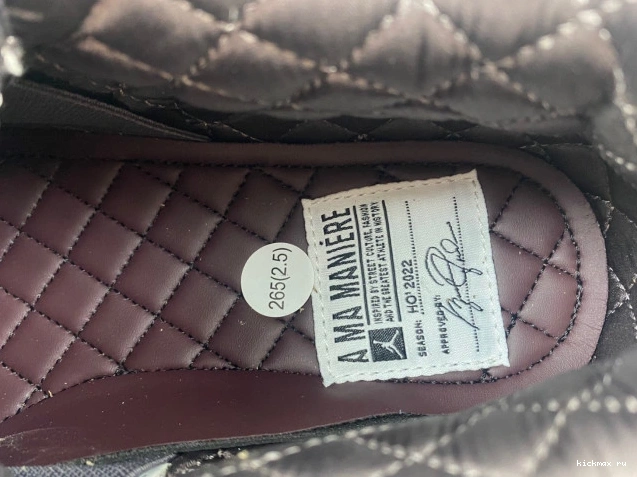 A MA MANIÉRE
INSPIRED BY STREET CULTURE, FASHION
AND THE GREATEST ATHLETE IN HISTORY
SEASON: HO' 2022
APPROVED BY:
265(2.5)
kickmax ru